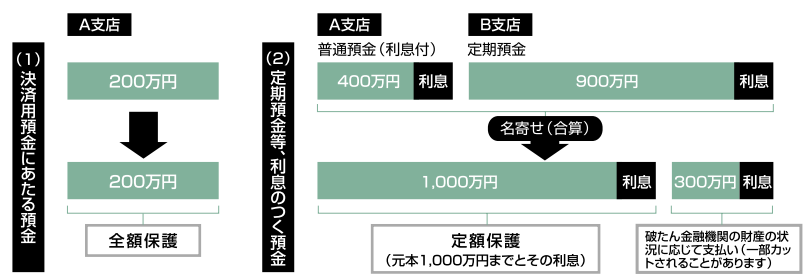 (1)決済用預金にあたる預金
A支店
200万円
200万円
全額保護
(2)定期預金等、利息のつく預金
A支店
普通預金(利息付)
400万円 利息
B支店
定期預金
900万円 利息
名寄せ(合算)
1,000万円 利息
300万円 利息
定額保護
(元本1,000万円までとその利息)
破たん金融機関の財産の状
況に応じて支払い(一部カッ
トされることがあります)